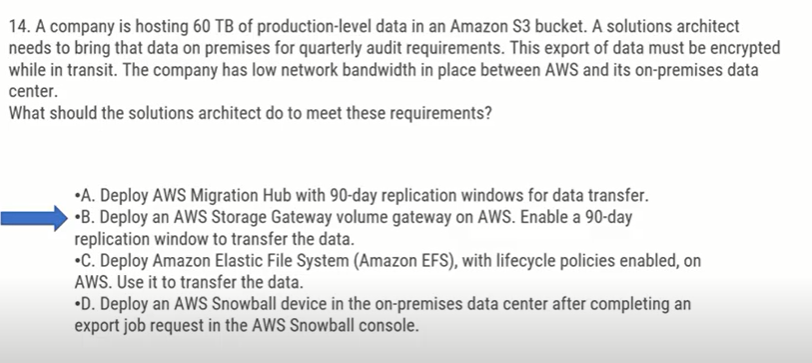 14. A company is hosting 60 TB of production-level data in an Amazon S3 bucket. A solutions architect
needs to bring that data on premises for quarterly audit requirements. This export of data must be encrypted
while in transit. The company has low network bandwidth in place between AWS and its on-premises data
center.
What should the solutions architect do to meet these requirements?
•A. Deploy AWS Migration Hub with 90-day replication windows for data transfer.
•B. Deploy an AWS Storage Gateway volume gateway on AWS. Enable a 90-day
replication window to transfer the data.
•C. Deploy Amazon Elastic File System (Amazon EFS), with lifecycle policies enabled, on
AWS. Use it to transfer the data.
•D. Deploy an AWS Snowball device in the on-premises data center after completing an
export job request in the AWS Snowball console.